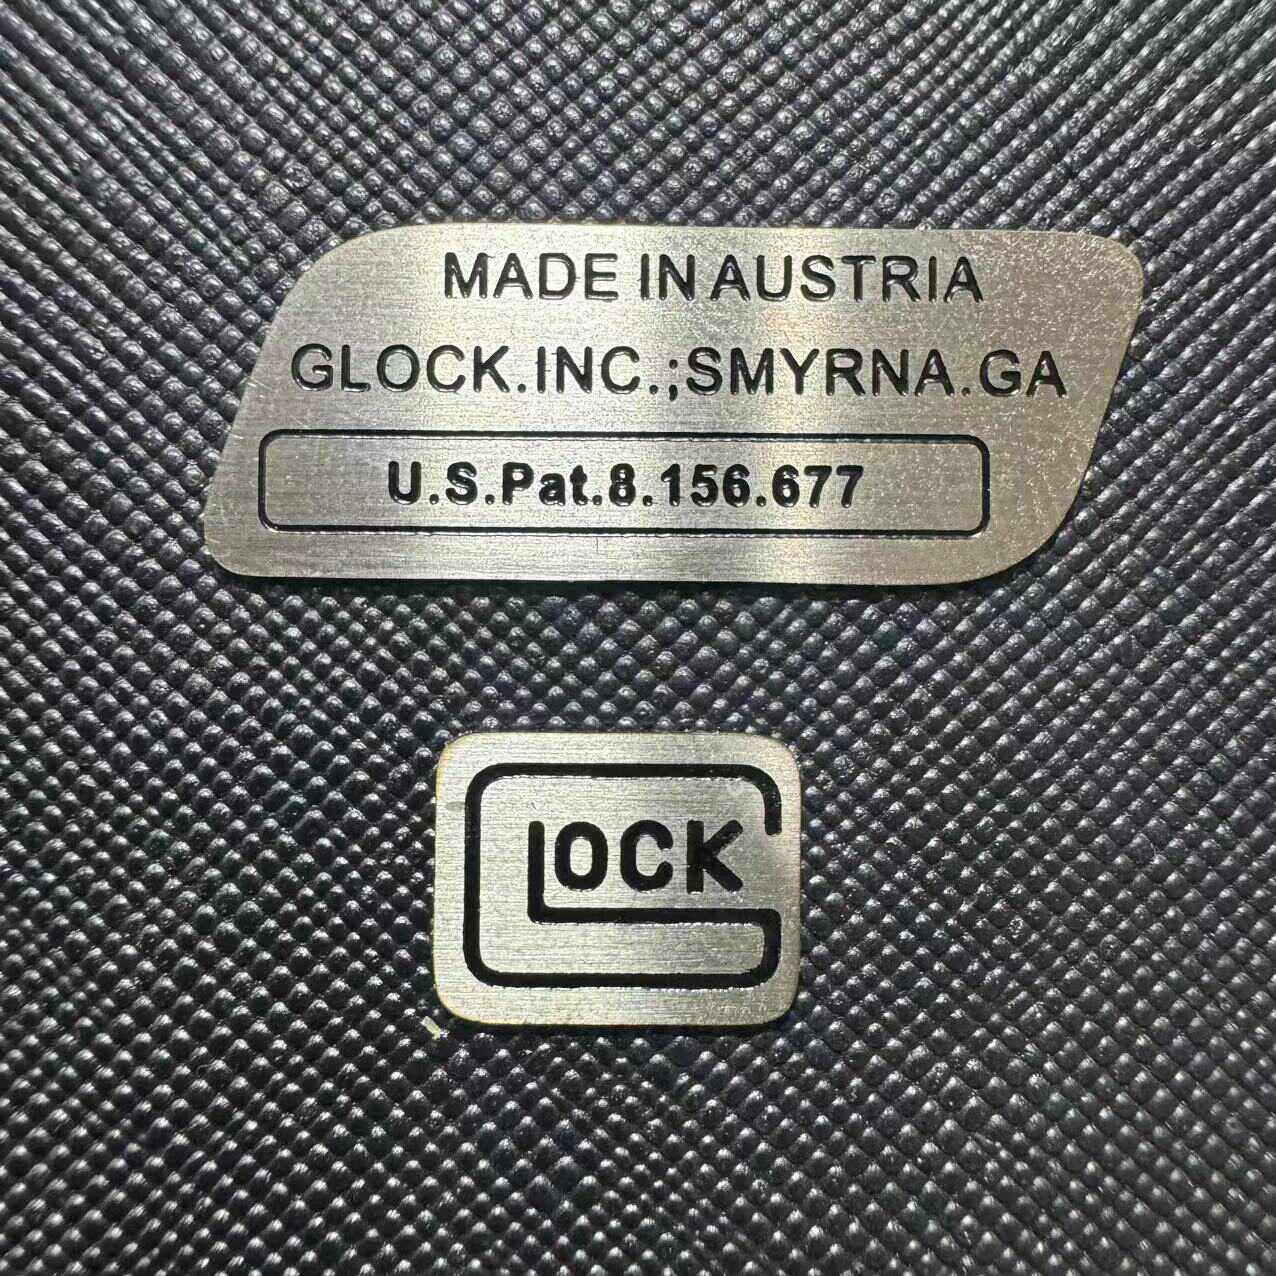 MADE IN AUSTRIA
GLOCK.INC.;SMYRNA.GA
U.S.Pat.8.156.677
GLOCK